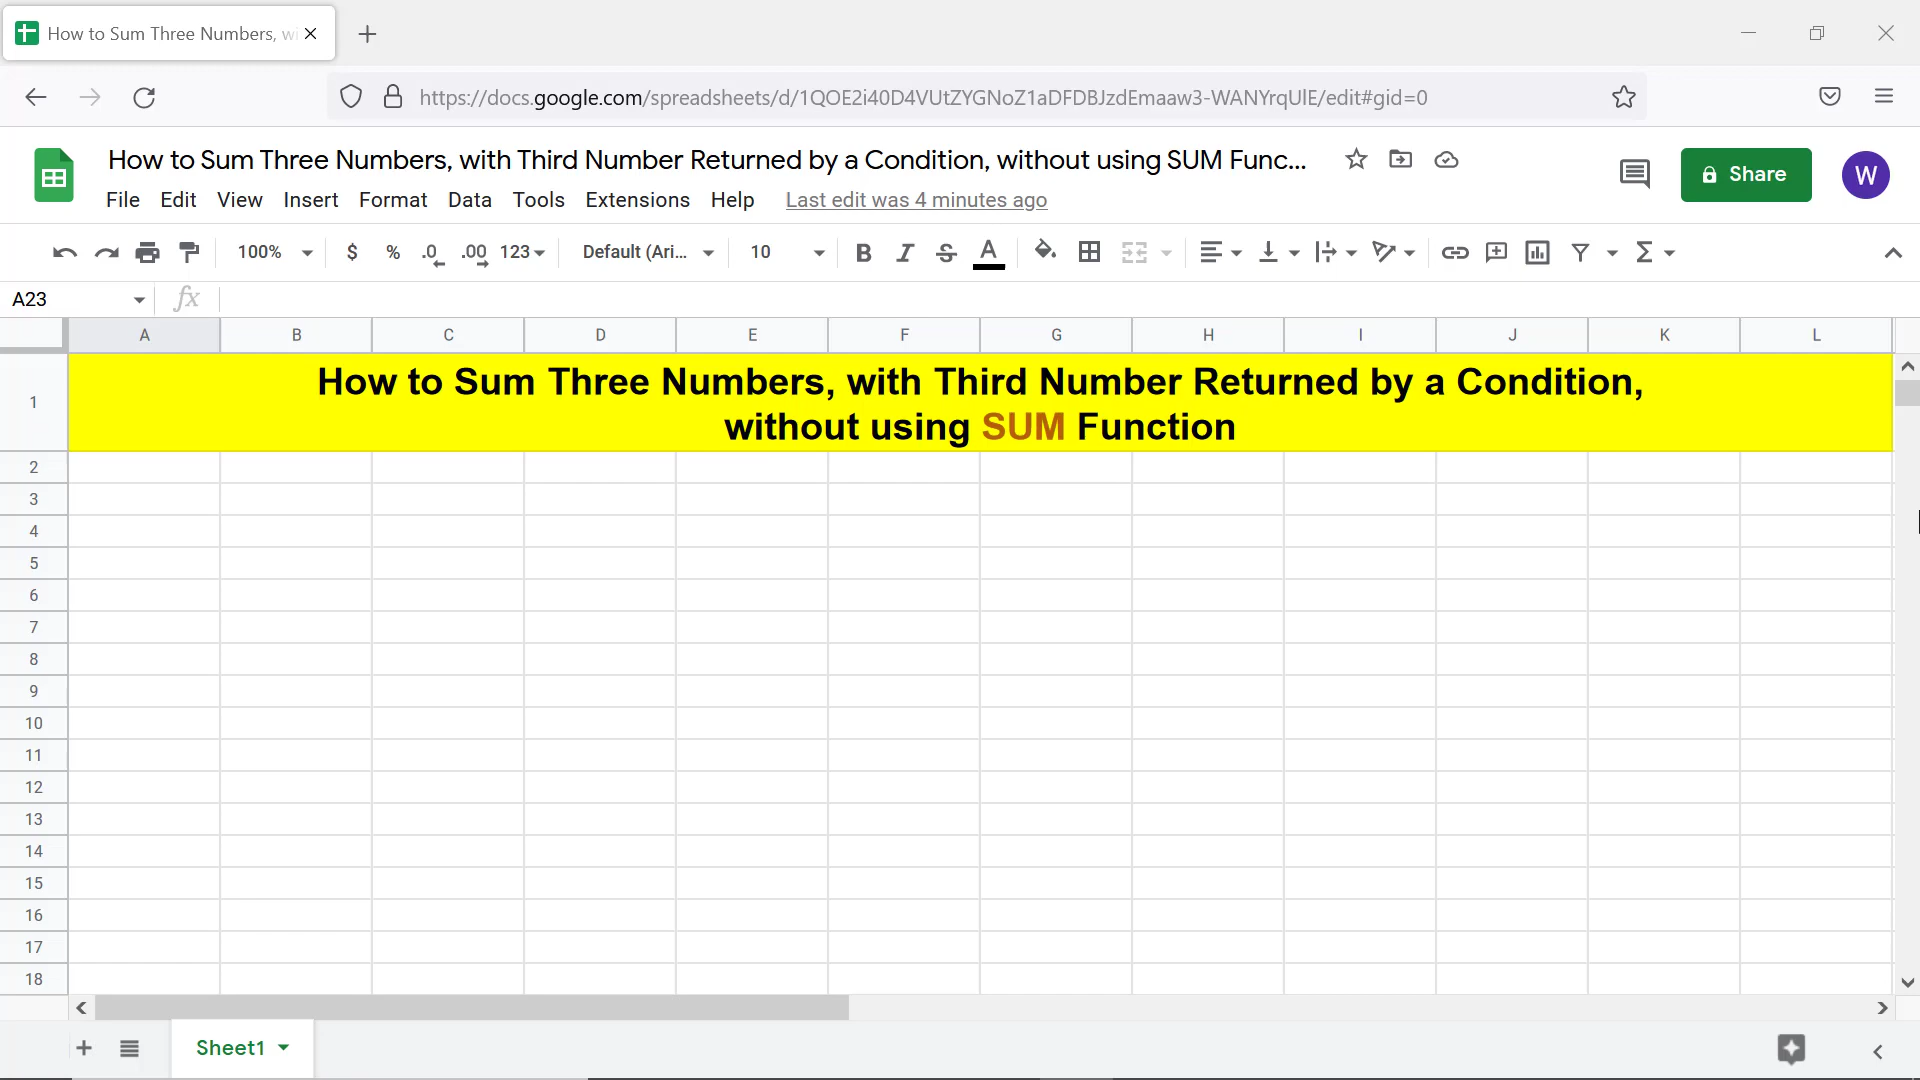 How to Sum Three Numbers, wi
https://docs.google.com/spreadsheets/d/1QOE2i40D4VUtZYGNoZ1aDFDBJzdEmaaw3-WANYrqUlE/edit#gid=0
How to Sum Three Numbers, with Third Number Returned by a Condition, without using SUM Func...
Share
W
File Edit View Insert Format Data Tools Extensions Help Last edit was 4 minutes ago
100% $ % .0 .00 123 Default (Ari... 10 B I S A Σ
A23 fx
A B C D E F G H I J K L
1
How to Sum Three Numbers, with Third Number Returned by a Condition,
without using SUM Function
2
3
4
5
6
7
8
9
10
11
12
13
14
15
16
17
18
Sheet1